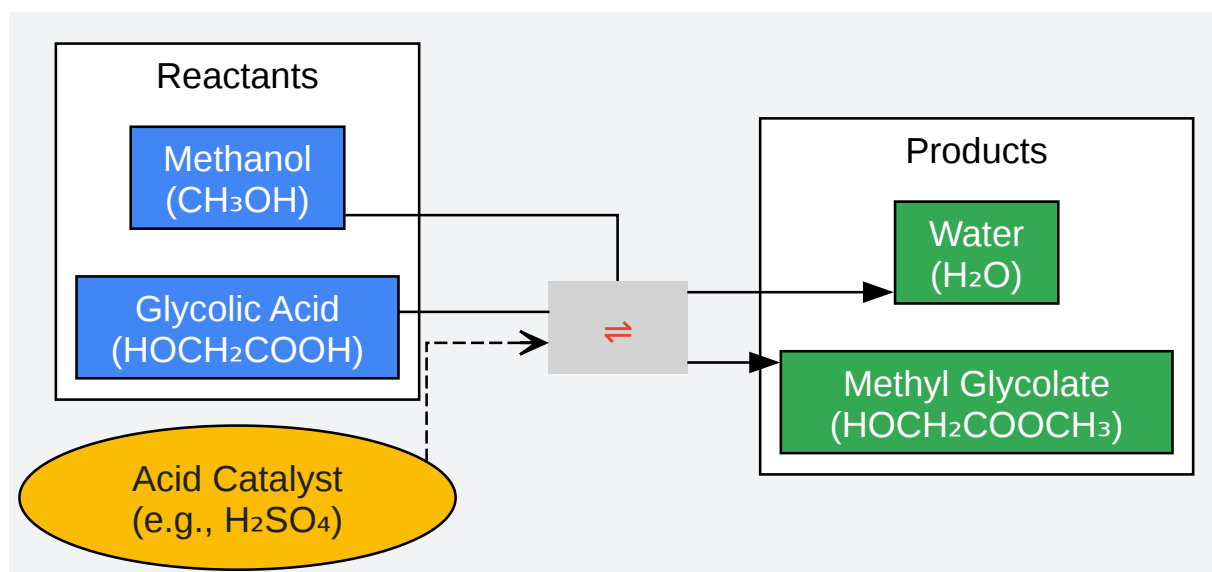 Reactants
Methanol
(CH₃OH)
Glycolic Acid
(HOCH₂COOH)
Acid Catalyst
(e.g., H₂SO₄)
⇌
Products
Water
(H₂O)
Methyl Glycolate
(HOCH₂COOCH₃)